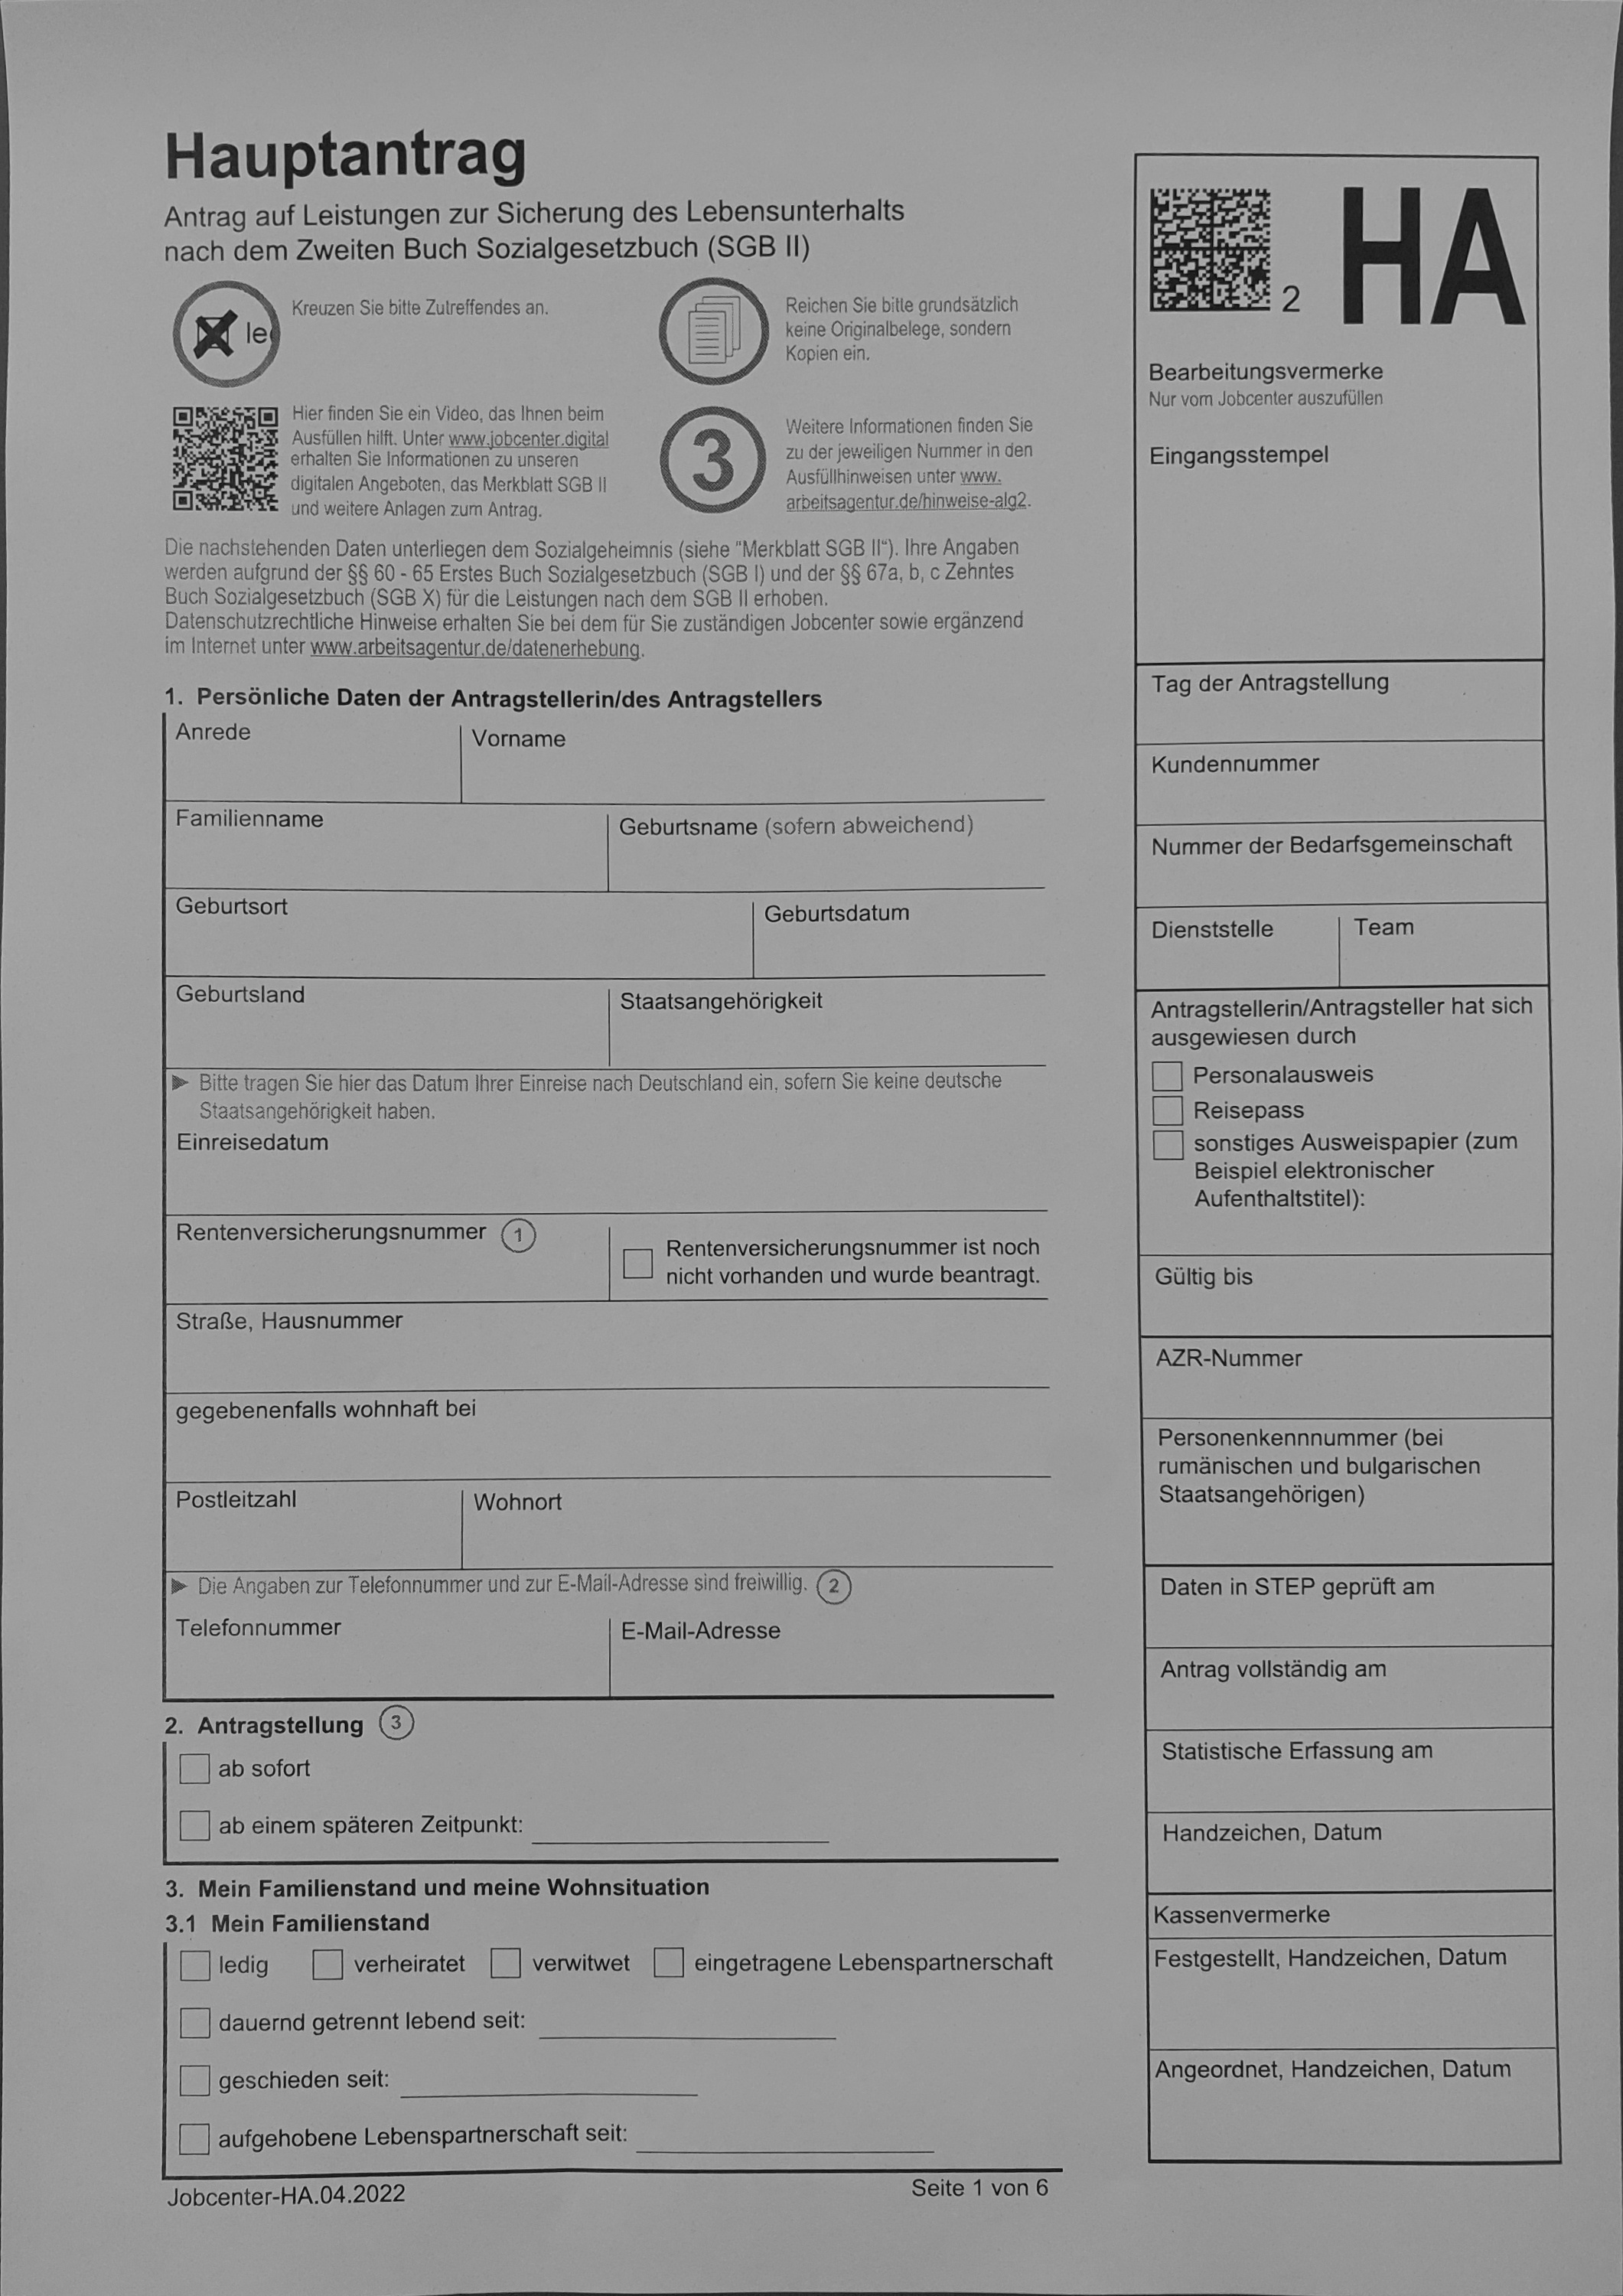 Hauptantrag
Antrag auf Leistungen zur Sicherung des Lebensunterhalts
nach dem Zweiten Buch Sozialgesetzbuch (SGB II)
le
Kreuzen Sie bitte Zutreffendes an.
Reichen Sie bitte grundsätzlich
keine Originalbelege, sondern
Kopien ein.
Hier finden Sie ein Video, das Ihnen beim
Ausfüllen hilft. Unter www.jobcenter.digital
erhalten Sie Informationen zu unseren
digitalen Angeboten, das Merkblatt SGB II
und weitere Anlagen zum Antrag.
3
Weitere Informationen finden Sie
zu der jeweiligen Nummer in den
Ausfüllhinweisen unter www.
arbeitsagentur.de/hinweise-alg2.
Die nachstehenden Daten unterliegen dem Sozialgeheimnis (siehe "Merkblatt SGB II“). Ihre Angaben
werden aufgrund der §§ 60 - 65 Erstes Buch Sozialgesetzbuch (SGB I) und der §§ 67a, b, c Zehntes
Buch Sozialgesetzbuch (SGB X) für die Leistungen nach dem SGB II erhoben.
Datenschutzrechtliche Hinweise erhalten Sie bei dem für Sie zuständigen Jobcenter sowie ergänzend
im Internet unter www.arbeitsagentur.de/datenerhebung.
1. Persönliche Daten der Antragstellerin/des Antragstellers
Anrede
Vorname
Familienname
Geburtsname (sofern abweichend)
Geburtsort
Geburtsdatum
Geburtsland
Staatsangehörigkeit
Bitte tragen Sie hier das Datum Ihrer Einreise nach Deutschland ein, sofern Sie keine deutsche
Staatsangehörigkeit haben.
Einreisedatum
Rentenversicherungsnummer 1
Rentenversicherungsnummer ist noch
nicht vorhanden und wurde beantragt.
Straße, Hausnummer
gegebenenfalls wohnhaft bei
Postleitzahl
Wohnort
Die Angaben zur Telefonnummer und zur E-Mail-Adresse sind freiwillig. 2
Telefonnummer
E-Mail-Adresse
2. Antragstellung 3
ab sofort
ab einem späteren Zeitpunkt:
3. Mein Familienstand und meine Wohnsituation
3.1 Mein Familienstand
ledig verheiratet verwitwet eingetragene Lebenspartnerschaft
dauernd getrennt lebend seit:
geschieden seit:
aufgehobene Lebenspartnerschaft seit:
Jobcenter-HA.04.2022
Seite 1 von 6
2
HA
Bearbeitungsvermerke
Nur vom Jobcenter auszufüllen
Eingangsstempel
Tag der Antragstellung
Kundennummer
Nummer der Bedarfsgemeinschaft
Dienststelle
Team
Antragstellerin/Antragsteller hat sich
ausgewiesen durch
Personalausweis
Reisepass
sonstiges Ausweispapier (zum
Beispiel elektronischer
Aufenthaltstitel):
Gültig bis
AZR-Nummer
Personenkennnummer (bei
rumänischen und bulgarischen
Staatsangehörigen)
Daten in STEP geprüft am
Antrag vollständig am
Statistische Erfassung am
Handzeichen, Datum
Kassenvermerke
Festgestellt, Handzeichen, Datum
Angeordnet, Handzeichen, Datum